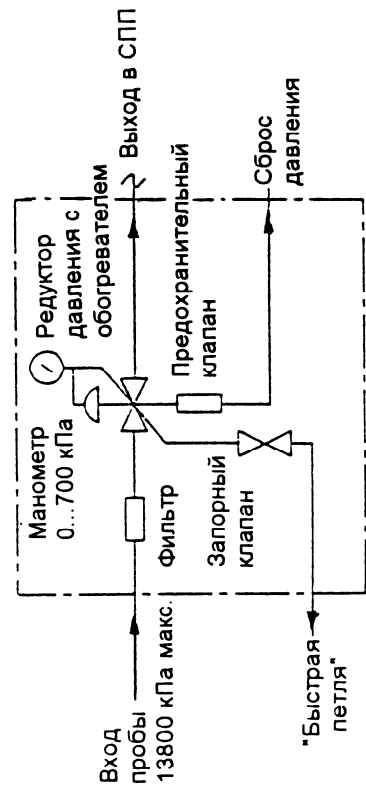 Манометр
0...700 кПа
Редуктор
давления с
обогревателем
Выход в СПП
Вход
пробы
13800 кПа макс.
Фильтр
Предохранительный
клапан
Запорный
клапан
Сброс
давления
"Быстрая
петля"